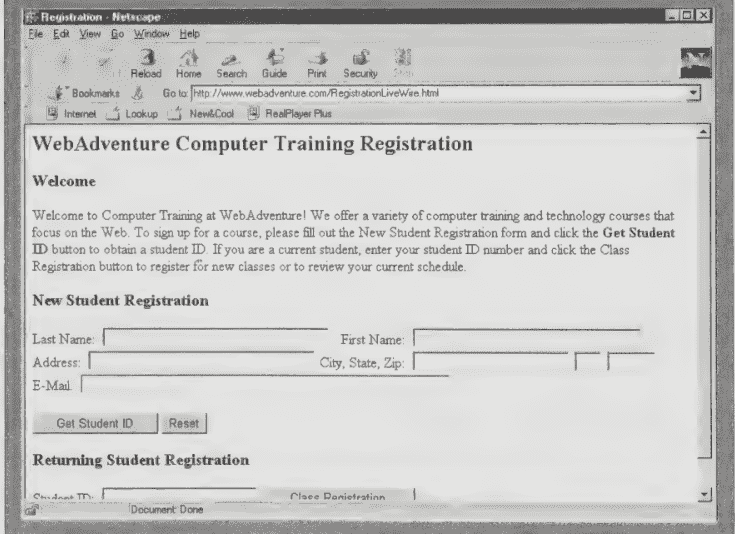 Registration - Netscape
File Edit View Go Window Help
Reload Home Search Guide Print Security
Bookmarks Go to: http://www.webadventure.com/RegistrationLiveWire.html
Internet Lookup New&Cool RealPlayer Plus
WebAdventure Computer Training Registration
Welcome
Welcome to Computer Training at WebAdventure! We offer a variety of computer training and technology courses that
focus on the Web. To sign up for a course, please fill out the New Student Registration form and click the Get Student
ID button to obtain a student ID. If you are a current student, enter your student ID number and click the Class
Registration button to register for new classes or to review your current schedule.
New Student Registration
Last Name: First Name:
Address: City, State, Zip:
E-Mail
Get Student ID Reset
Returning Student Registration
Student ID: Class Registration
Document: Done